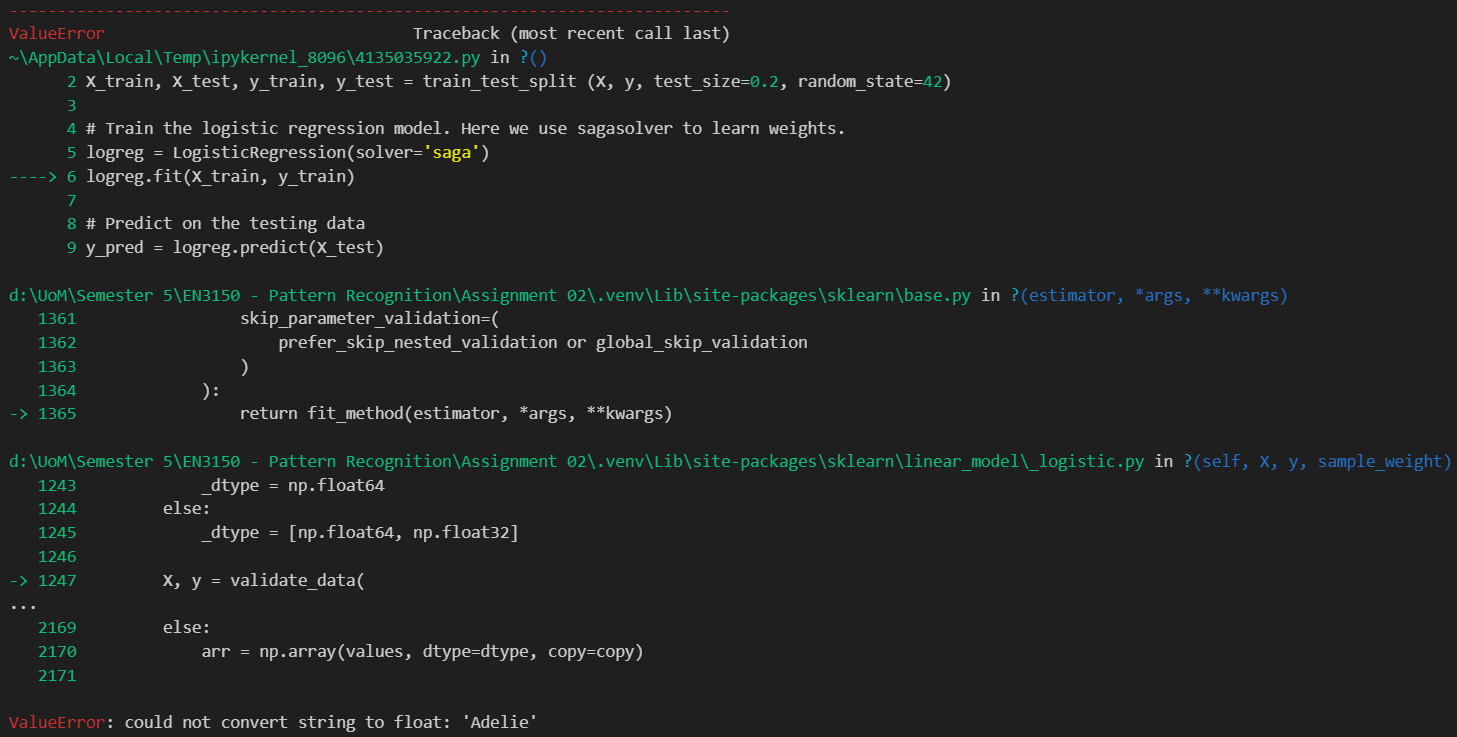 ---------------------------------------------------------------------------
ValueError                                Traceback (most recent call last)
~\AppData\Local\Temp\ipykernel_8096\4135035922.py in ?()
      2 X_train, X_test, y_train, y_test = train_test_split (X, y, test_size=0.2, random_state=42)
      3
      4 # Train the logistic regression model. Here we use sagasolver to learn weights.
      5 logreg = LogisticRegression(solver='saga')
----> 6 logreg.fit(X_train, y_train)
      7
      8 # Predict on the testing data
      9 y_pred = logreg.predict(X_test)
d:\UoM\Semester 5\EN3150 - Pattern Recognition\Assignment 02\.venv\Lib\site-packages\sklearn\base.py in ?(estimator, *args, **kwargs)
   1361                 skip_parameter_validation=(
   1362                     prefer_skip_nested_validation or global_skip_validation
   1363                 )
   1364             ):
-> 1365                 return fit_method(estimator, *args, **kwargs)
d:\UoM\Semester 5\EN3150 - Pattern Recognition\Assignment 02\.venv\Lib\site-packages\sklearn\linear_model\_logistic.py in ?(self, X, y, sample_weight)
   1243             _dtype = np.float64
   1244         else:
   1245             _dtype = [np.float64, np.float32]
   1246
-> 1247         X, y = validate_data(
...
   2169         else:
   2170             arr = np.array(values, dtype=dtype, copy=copy)
   2171
ValueError: could not convert string to float: 'Adelie'